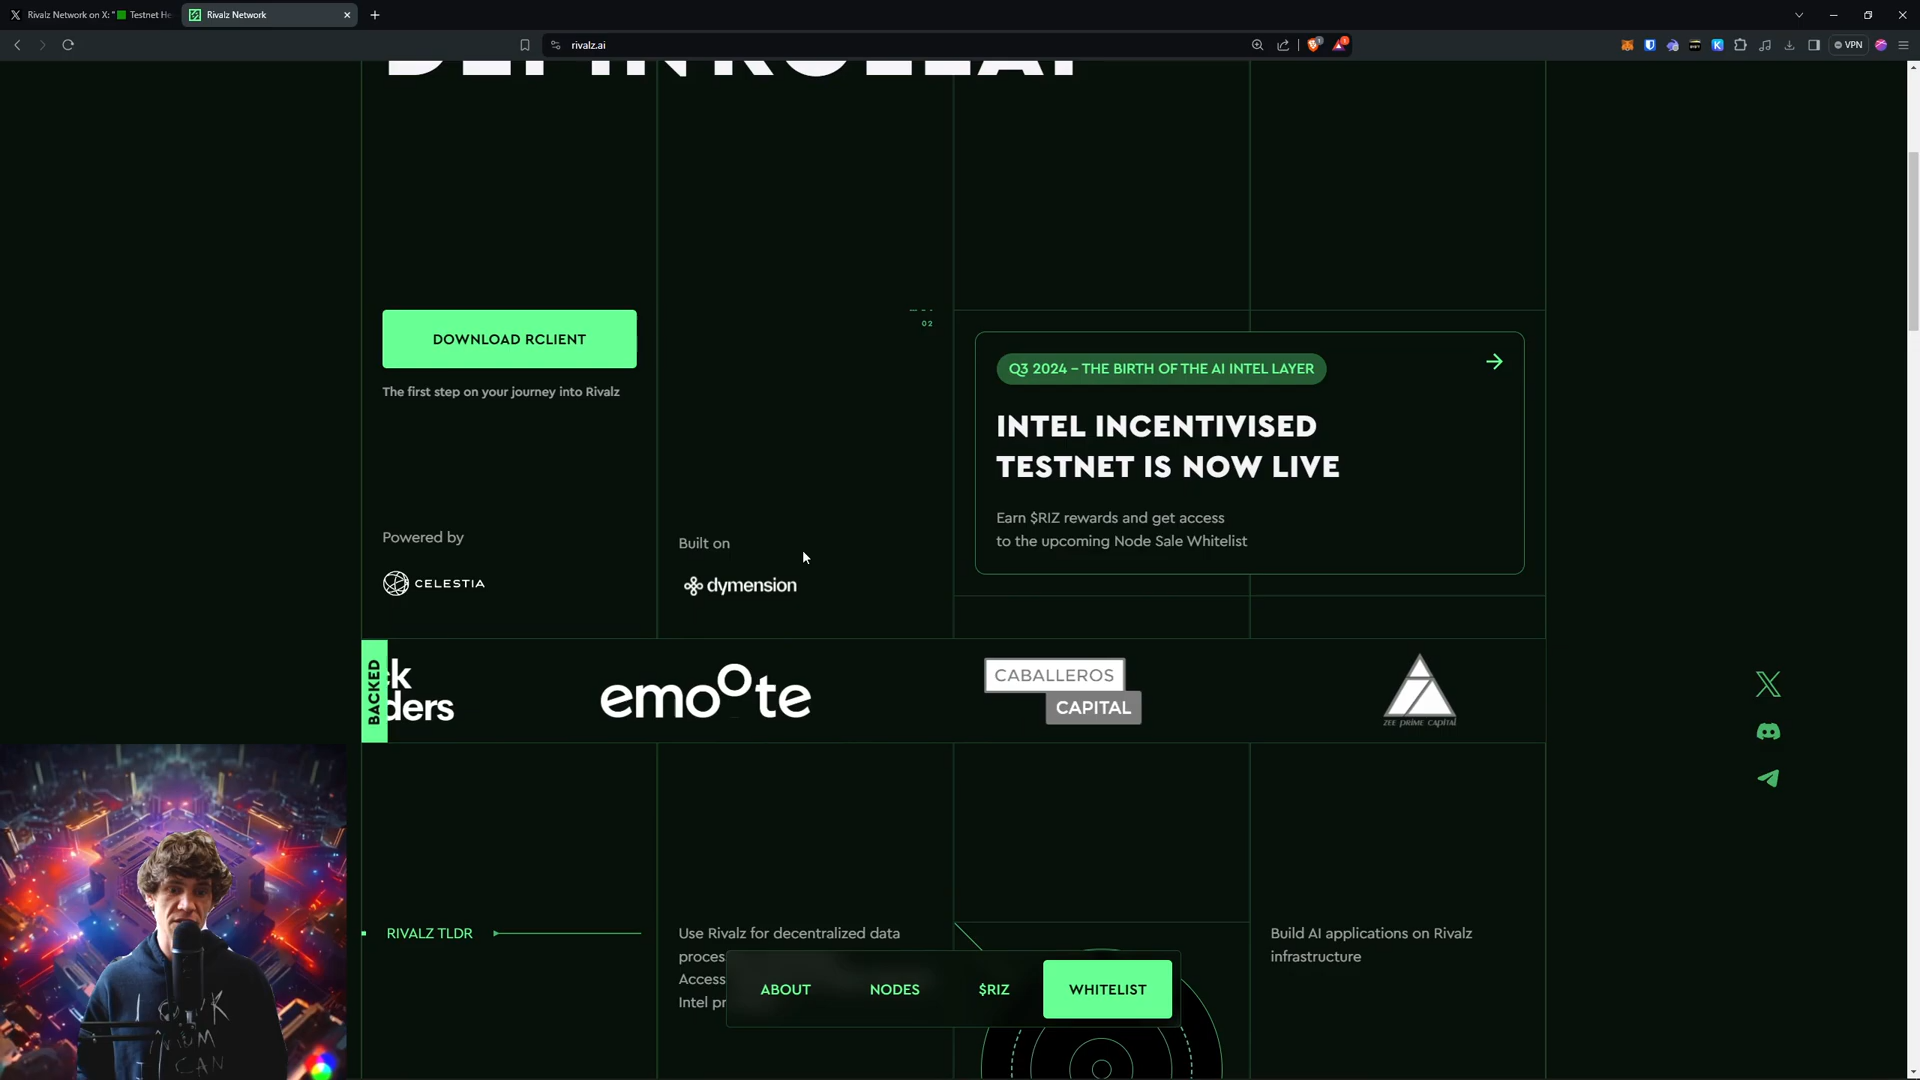 Rivalz Network on X: "🟩 Testnet He
Rivalz Network
rivalz.ai
VPN
DOWNLOAD RCLIENT
The first step on your journey into Rivalz
02
Q3 2024 – THE BIRTH OF THE AI INTEL LAYER
INTEL INCENTIVISED
TESTNET IS NOW LIVE
Earn $RIZ rewards and get access
to the upcoming Node Sale Whitelist
Powered by
CELESTIA
Built on
dymension
BACKED
ck
ders
emoote
CABALLEROS
CAPITAL
ZEE PRIME CAPITAL
RIVALZ TLDR
Use Rivalz for decentralized data
proces
Access
Intel pr
Build AI applications on Rivalz
infrastructure
ABOUT
NODES
$RIZ
WHITELIST